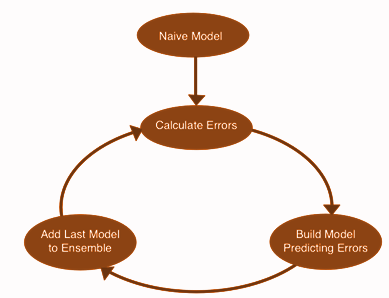 Naive Model
Calculate Errors
Build Model
Predicting Errors
Add Last Model
to Ensemble